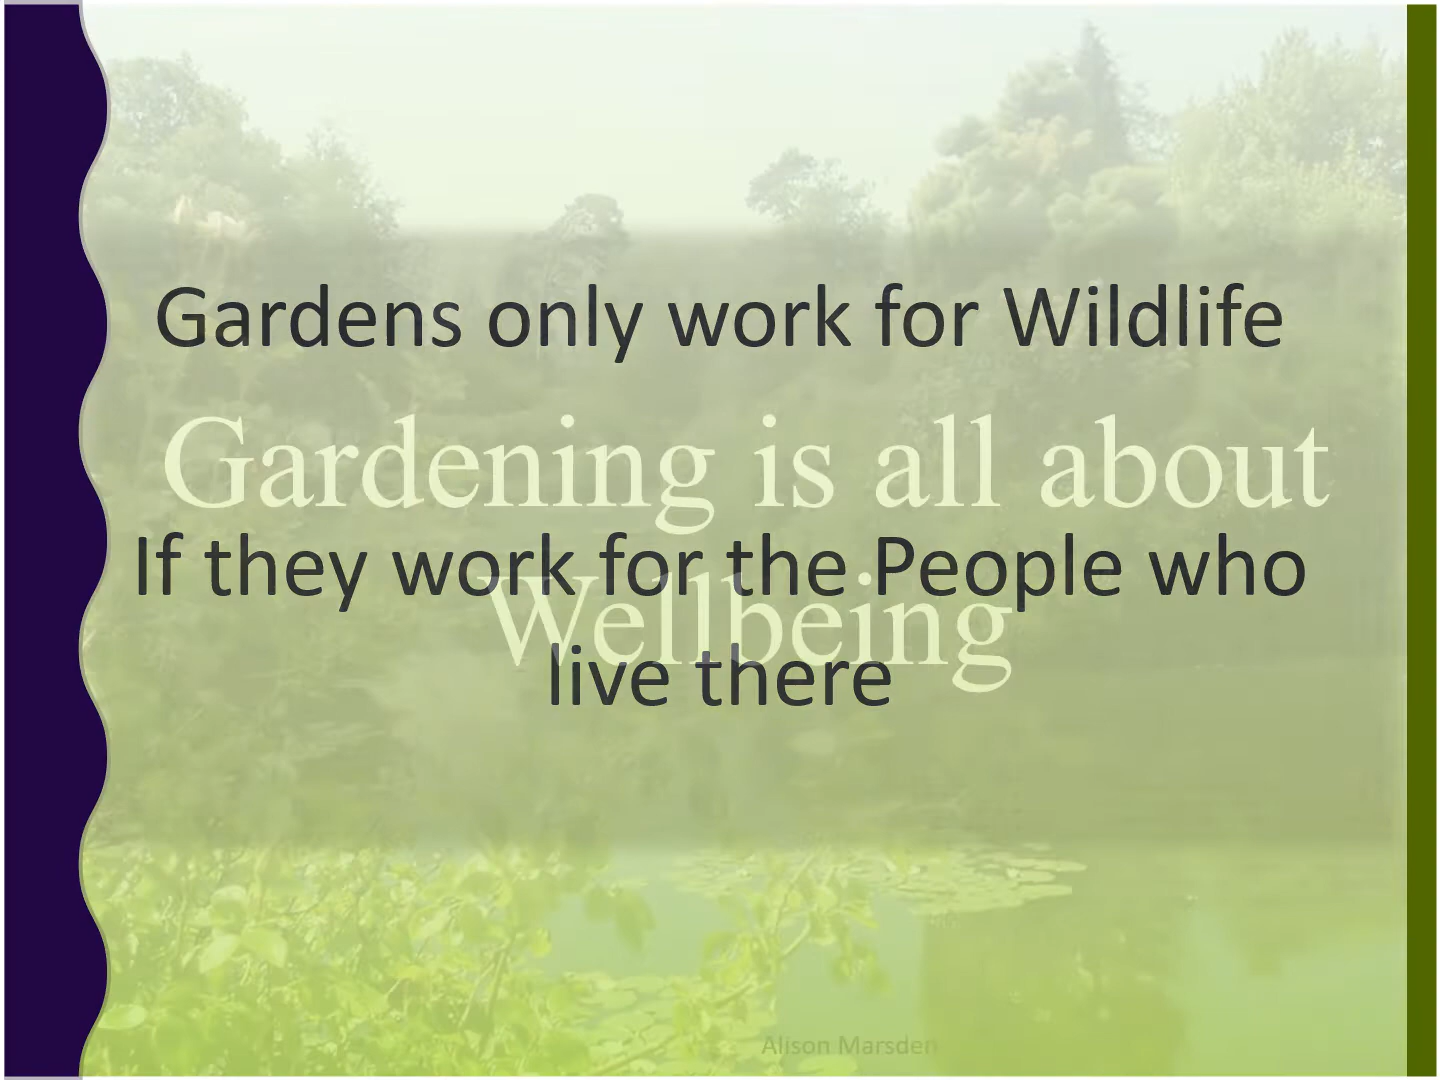 Gardens only work for Wildlife
Gardening is all about
If they work for the People who
Wellbeing
live there
Alison Marsden